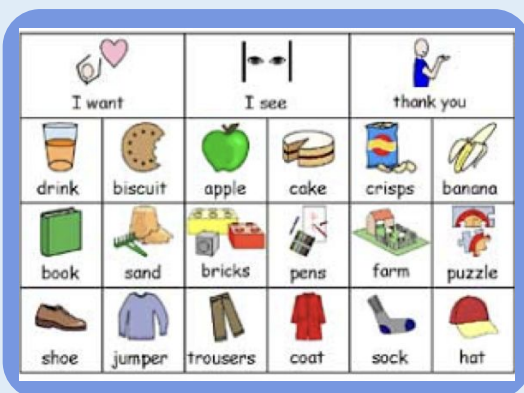 I want I see thank you
drink biscuit apple cake crisps banana
book sand bricks pens farm puzzle
shoe jumper trousers coat sock hat